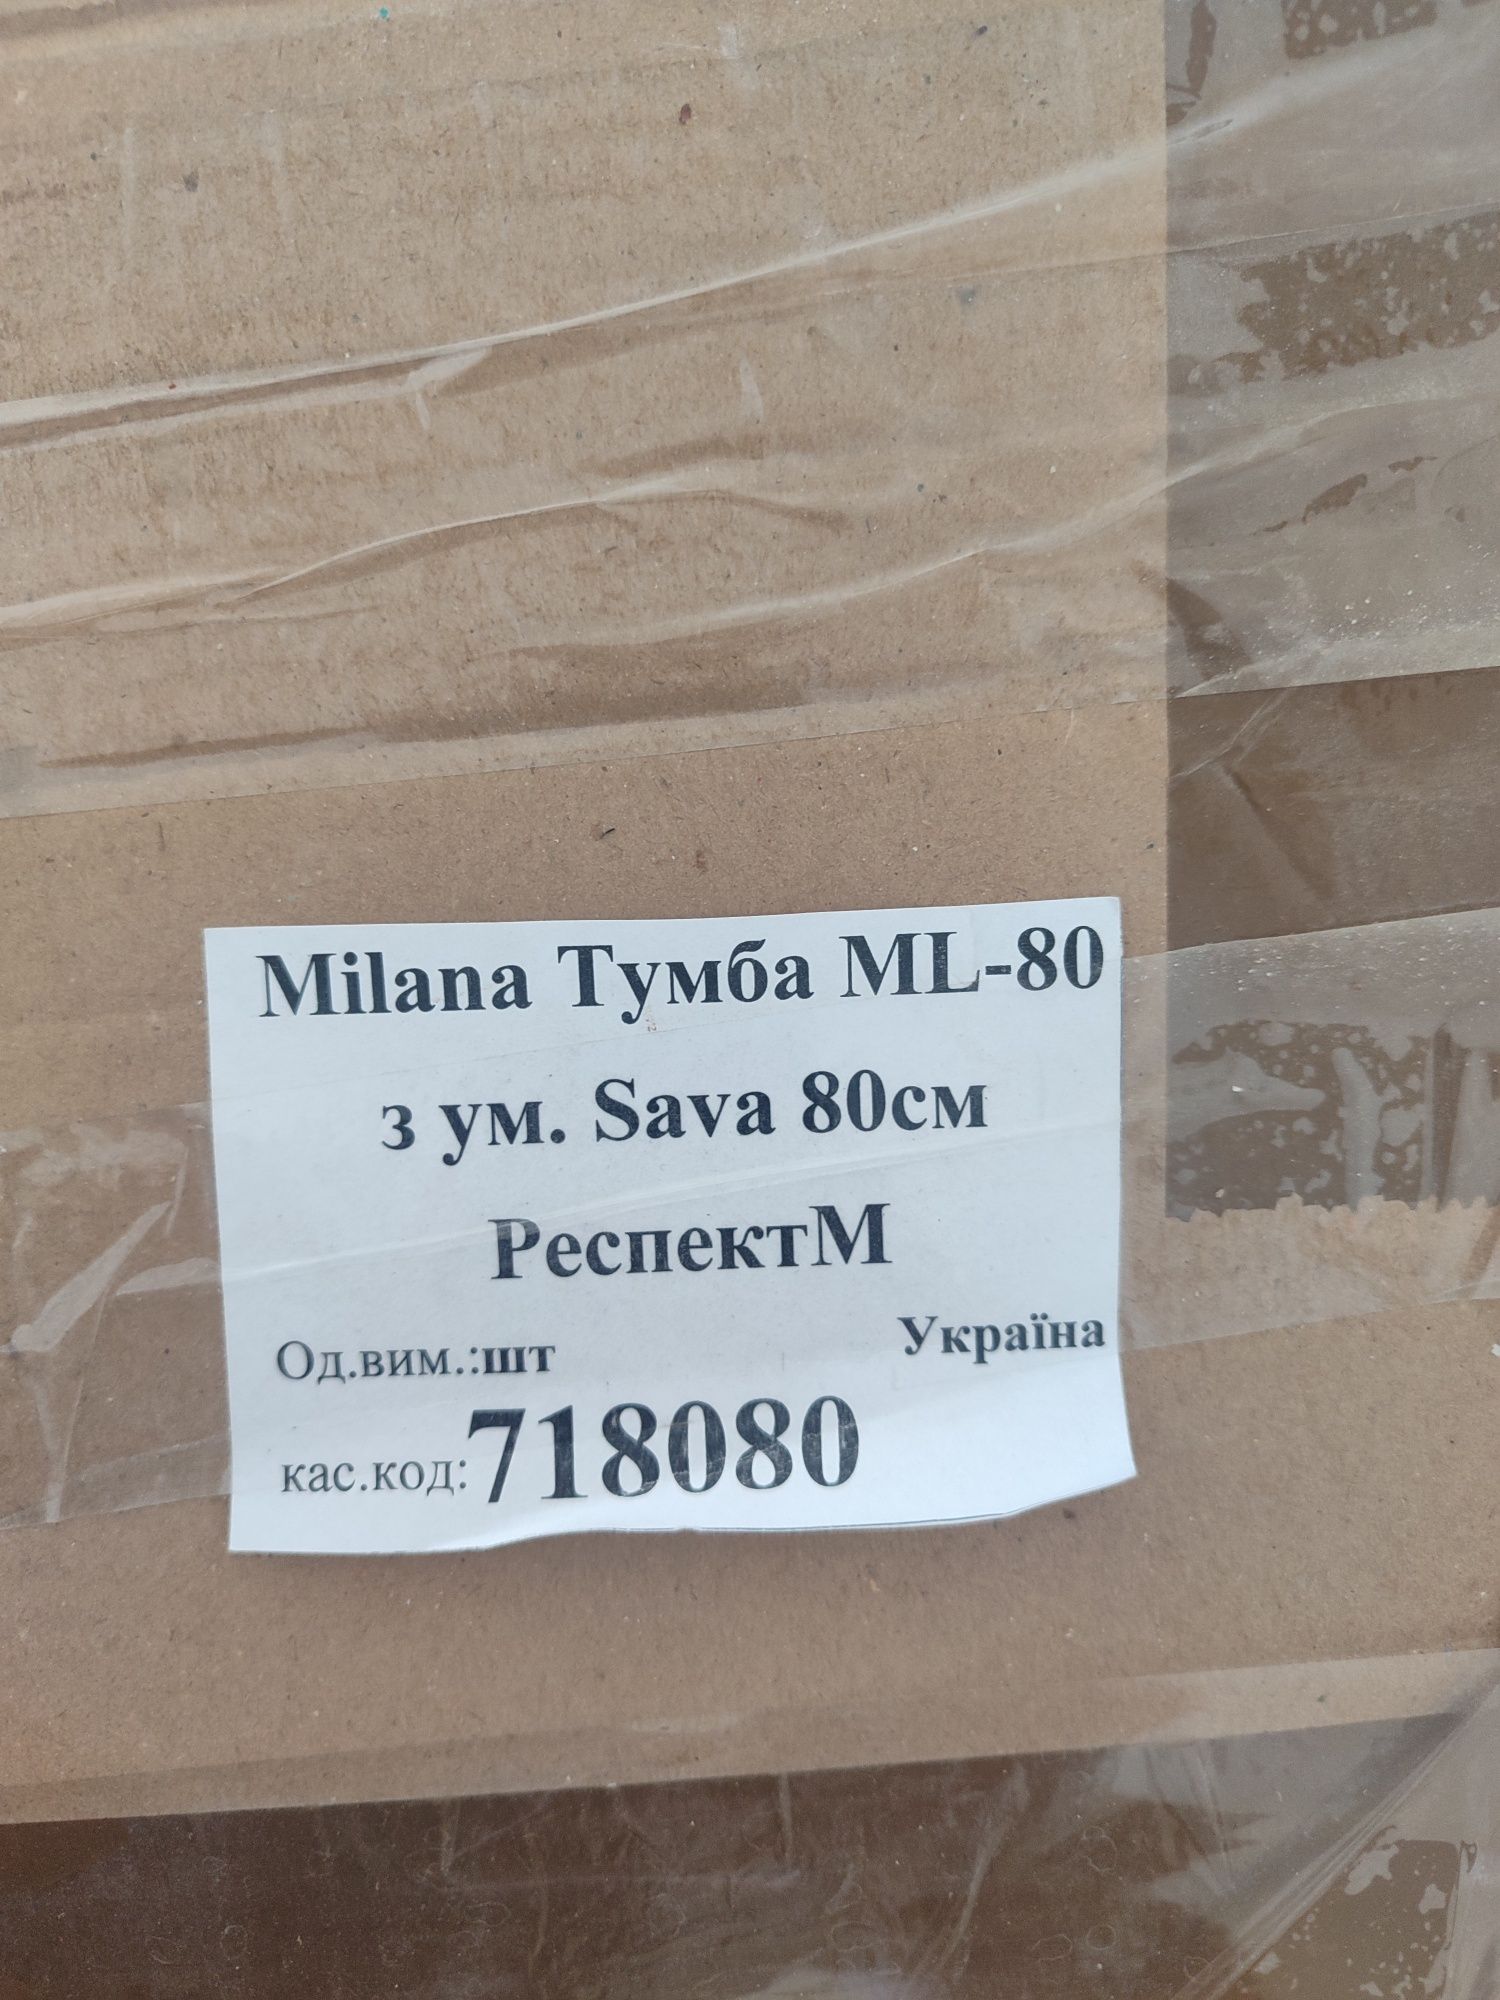 Milana Тумба ML-80
з ум. Sava 80см
РеспектМ
Од.вим.:шт Україна
кас.код:718080